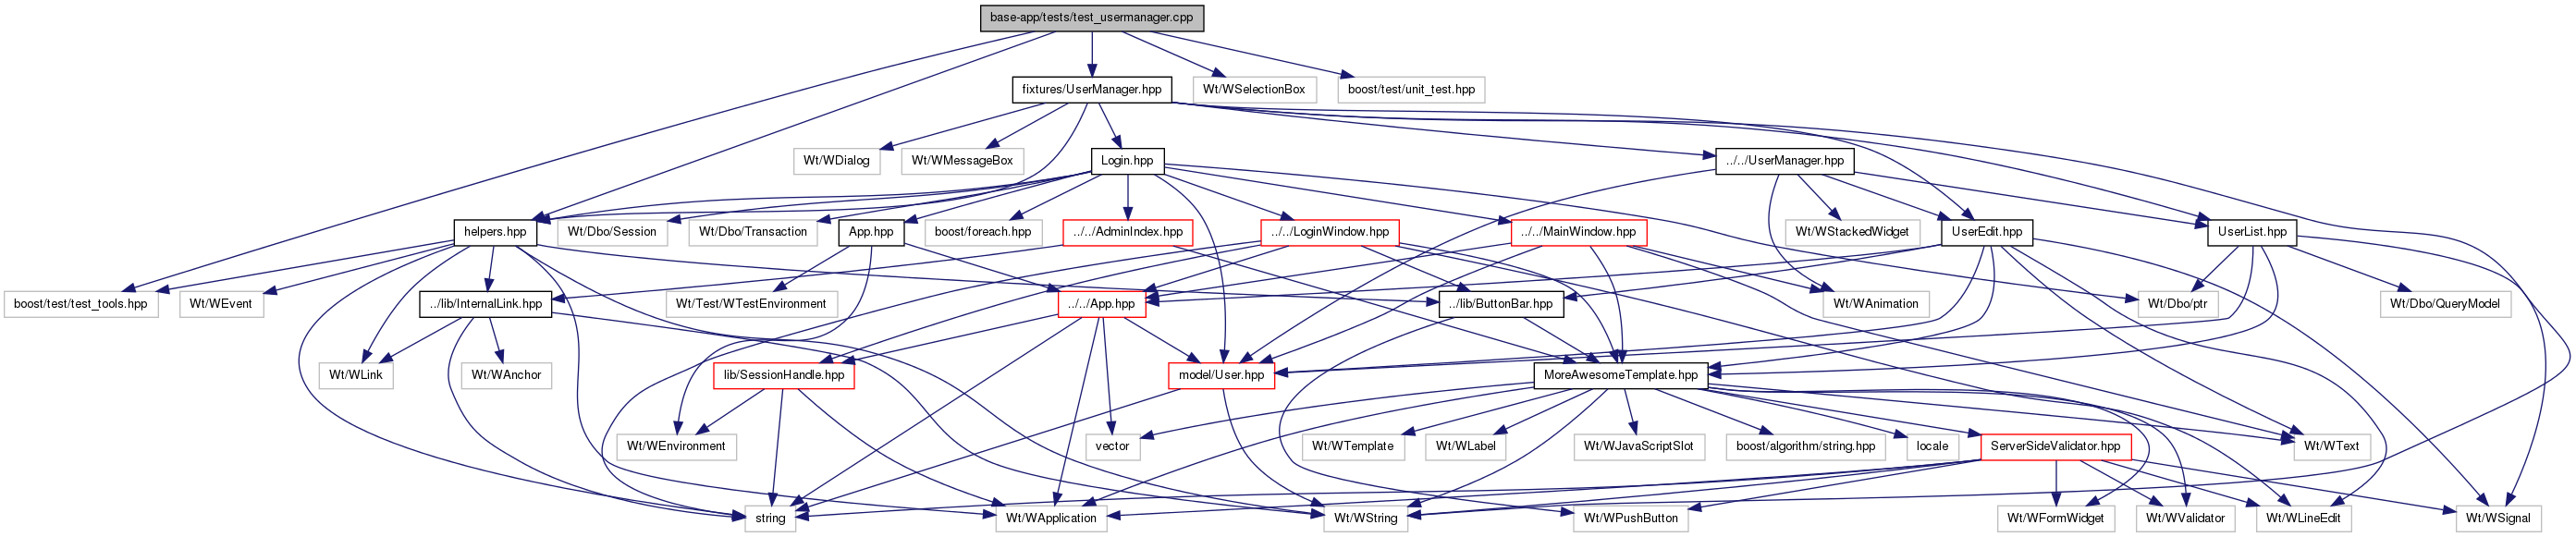 base-app/tests/test_usermanager.cpp
fixtures/UserManager.hpp
Wt/WSelectionBox
boost/test/unit_test.hpp
Wt/WDialog
Wt/WMessageBox
Login.hpp
../../UserManager.hpp
helpers.hpp
Wt/Dbo/Session
Wt/Dbo/Transaction
App.hpp
boost/foreach.hpp
../../AdminIndex.hpp
../../LoginWindow.hpp
../../MainWindow.hpp
Wt/WStackedWidget
UserEdit.hpp
UserList.hpp
boost/test/test_tools.hpp
Wt/WEvent
../lib/InternalLink.hpp
Wt/Test/WTestEnvironment
../../App.hpp
../lib/ButtonBar.hpp
Wt/WAnimation
Wt/Dbo/ptr
Wt/Dbo/QueryModel
Wt/WLink
Wt/WAnchor
lib/SessionHandle.hpp
model/User.hpp
MoreAwesomeTemplate.hpp
Wt/WEnvironment
vector
Wt/WTemplate
Wt/WLabel
Wt/WJavaScriptSlot
boost/algorithm/string.hpp
locale
ServerSideValidator.hpp
Wt/WText
string
Wt/WApplication
Wt/WString
Wt/WPushButton
Wt/WFormWidget
Wt/WValidator
Wt/WLineEdit
Wt/WSignal